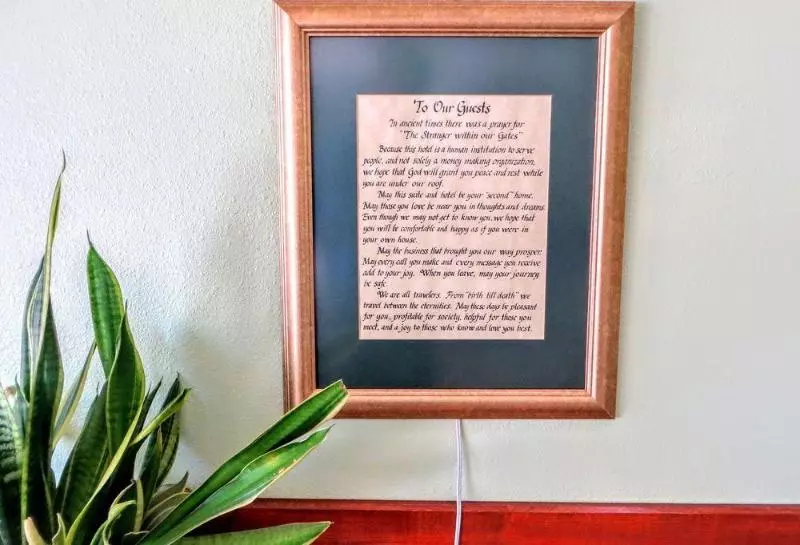 To Our Guests
In ancient times there was a prayer for
"The Stranger within our Gates"
Because this hotel is a human institution to serve
people, and not solely a money making organization,
we hope that God will grant you peace and rest while
you are under our roof.
May this suite and hotel be your "second" home.
May those you love be near you in thoughts and dreams.
Even though we may not get to know you, we hope that
you will be comfortable and happy as if you were in
your own house.
May the business that brought you our way prosper.
May every call you make and every message you receive
add to your joy. When you leave, may your journey
be safe.
We are all travelers. From "birth till death" we
travel between the eternities. May these days be pleasant
for you, profitable for society, helpful for those you
meet, and a joy to those who know and love you best.